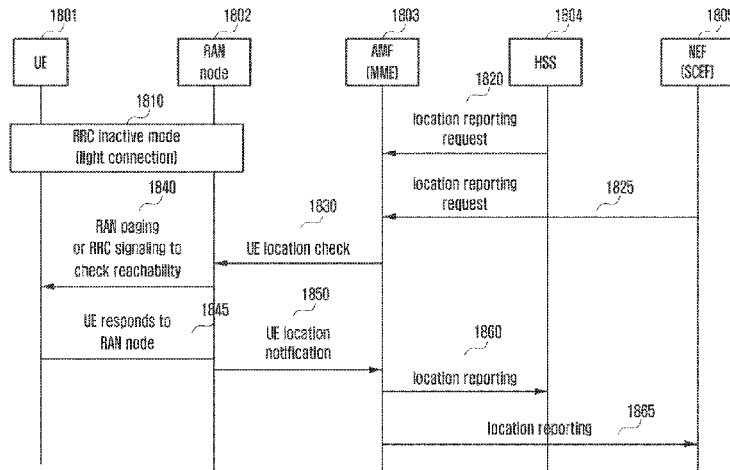 1801
1802
1803
1804
1805
UE
RAN
node
AMF
(MME)
HSS
NEF
(SCEF)
1810
RRC inactive mode
(light connection)
1820
location reporting
request
1840
RAN paging
or RRC signaling to
check reachability
1830
UE location check
location reporting
request
1825
UE responds to
RAN node
1845
1850
UE location
notification
1860
location reporting
location reporting
1865